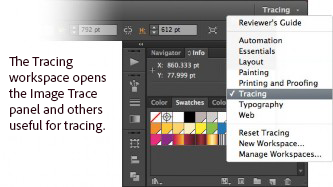 Tracing
792 pt
H:
612 pt
Reviewer's Guide
Automation
Essentials
Layout
Painting
Printing and Proofing
✓ Tracing
Typography
Web
Reset Tracing
New Workspace...
Manage Workspaces...
Navigator
Info
X: 860.333 pt
Y: 77.999 pt
Color
Swatches
The Tracing
workspace opens
the Image Trace
panel and others
useful for tracing.